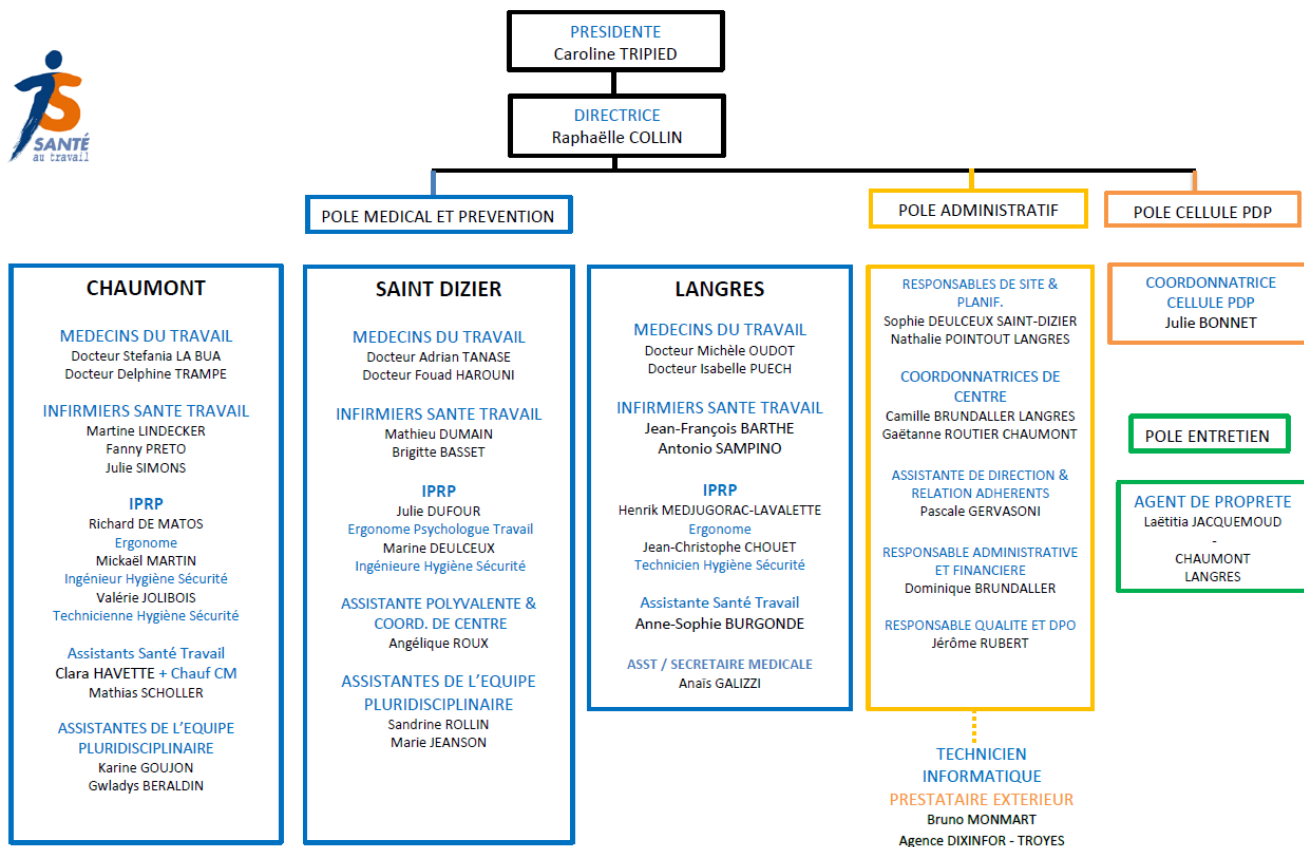 PRESIDENTE
Caroline TRIPIED
SANTÉ
au travail
DIRECTRICE
Raphaëlle COLLIN
POLE MEDICAL ET PREVENTION
POLE ADMINISTRATIF
POLE CELLULE PDP
CHAUMONT
MEDECINS DU TRAVAIL
Docteur Stefania LA BUA
Docteur Delphine TRAMPE
INFIRMIERS SANTE TRAVAIL
Martine LINDECKER
Fanny PRETO
Julie SIMONS
IPRP
Richard DE MATOS
Ergonome
Mickaël MARTIN
Ingénieur Hygiène Sécurité
Valérie JOLIBOIS
Technicienne Hygiène Sécurité
Assistants Santé Travail
Clara HAVETTE + Chauf CM
Mathias SCHOLLER
ASSISTANTES DE L'EQUIPE
PLURIDISCIPLINAIRE
Karine GOUJON
Gwladys BERALDIN
SAINT DIZIER
MEDECINS DU TRAVAIL
Docteur Adrian TANASE
Docteur Fouad HAROUNI
INFIRMIERS SANTE TRAVAIL
Mathieu DUMAIN
Brigitte BASSET
IPRP
Julie DUFOUR
Ergonome Psychologue Travail
Marine DEULCEUX
Ingénieure Hygiène Sécurité
ASSISTANTE POLYVALENTE &
COORD. DE CENTRE
Angélique ROUX
ASSISTANTES DE L'EQUIPE
PLURIDISCIPLINAIRE
Sandrine ROLLIN
Marie JEANSON
LANGRES
MEDECINS DU TRAVAIL
Docteur Michèle OUDOT
Docteur Isabelle PUECH
INFIRMIERS SANTE TRAVAIL
Jean-François BARTHE
Antonio SAMPINO
IPRP
Henrik MEDJUGORAC-LAVALETTE
Ergonome
Jean-Christophe CHOUET
Technicien Hygiène Sécurité
Assistante Santé Travail
Anne-Sophie BURGONDE
ASST / SECRETAIRE MEDICALE
Anaïs GALIZZI
RESPONSABLES DE SITE &
PLANIF.
Sophie DEULCEUX SAINT-DIZIER
Nathalie POINTOUT LANGRES
COORDONNATRICES DE
CENTRE
Camille BRUNDALLER LANGRES
Gaëtanne ROUTIER CHAUMONT
ASSISTANTE DE DIRECTION &
RELATION ADHERENTS
Pascale GERVASONI
RESPONSABLE ADMINISTRATIVE
ET FINANCIERE
Dominique BRUNDALLER
RESPONSABLE QUALITE ET DPO
Jérôme RUBERT
TECHNICIEN
INFORMATIQUE
PRESTATAIRE EXTERIEUR
Bruno MONMART
Agence DIXINFOR - TROYES
COORDONNATRICE
CELLULE PDP
Julie BONNET
POLE ENTRETIEN
AGENT DE PROPRETE
Laëtitia JACQUEMOUD
-
CHAUMONT
LANGRES